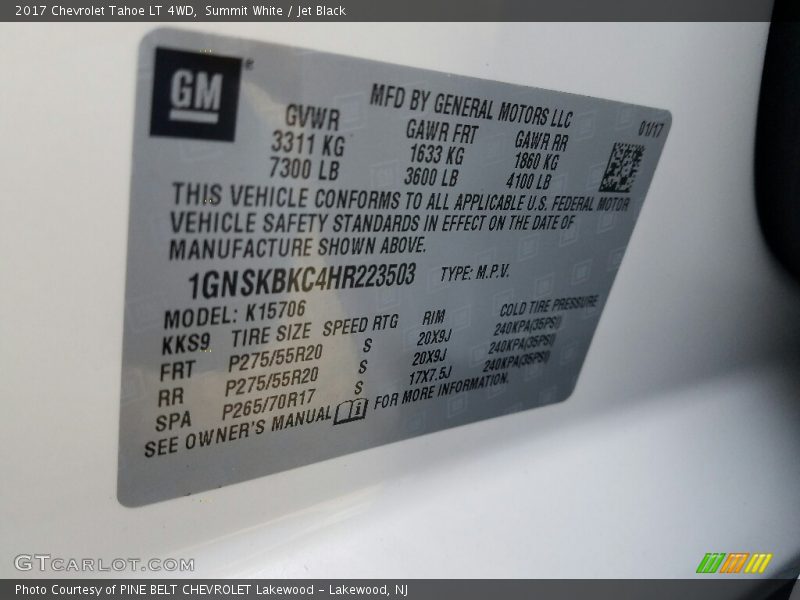 2017 Chevrolet Tahoe LT 4WD, Summit White / Jet Black
GM
MFD BY GENERAL MOTORS LLC
01/17
GVWR GAWR FRT GAWR RR
3311 KG 1633 KG 1860 KG
7300 LB 3600 LB 4100 LB
THIS VEHICLE CONFORMS TO ALL APPLICABLE U.S. FEDERAL MOTOR
VEHICLE SAFETY STANDARDS IN EFFECT ON THE DATE OF
MANUFACTURE SHOWN ABOVE.
1GNSKBKC4HR223503 TYPE: M.P.V.
MODEL: K15706
KKS9 TIRE SIZE SPEED RTG RIM COLD TIRE PRESSURE
FRT P275/55R20 S 20X9J 240KPA(35PSI)
RR P275/55R20 S 20X9J 240KPA(35PSI)
SPA P265/70R17 S 17X7.5J 240KPA(35PSI)
SEE OWNER'S MANUAL FOR MORE INFORMATION.
GTCARLOT.COM
Photo Courtesy of PINE BELT CHEVROLET Lakewood - Lakewood, NJ